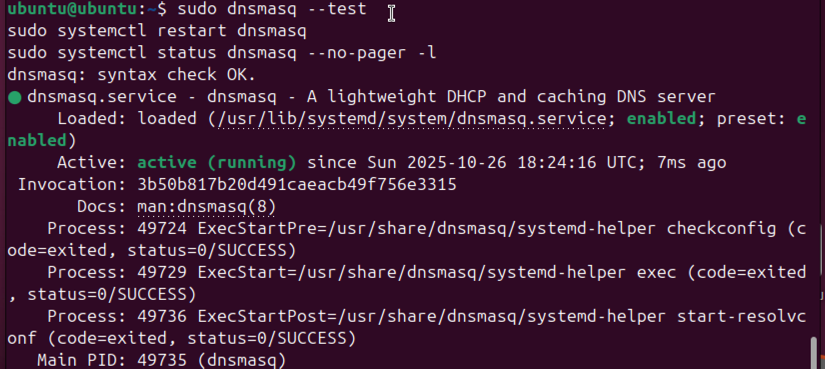 ubuntu@ubuntu:~$ sudo dnsmasq --test
sudo systemctl restart dnsmasq
sudo systemctl status dnsmasq --no-pager -l
dnsmasq: syntax check OK.
● dnsmasq.service - dnsmasq - A lightweight DHCP and caching DNS server
     Loaded: loaded (/usr/lib/systemd/system/dnsmasq.service; enabled; preset: e
nabled)
     Active: active (running) since Sun 2025-10-26 18:24:16 UTC; 7ms ago
 Invocation: 3b50b817b20d491caeacb49f756e3315
       Docs: man:dnsmasq(8)
    Process: 49724 ExecStartPre=/usr/share/dnsmasq/systemd-helper checkconfig (c
ode=exited, status=0/SUCCESS)
    Process: 49729 ExecStart=/usr/share/dnsmasq/systemd-helper exec (code=exited
, status=0/SUCCESS)
    Process: 49736 ExecStartPost=/usr/share/dnsmasq/systemd-helper start-resolvc
onf (code=exited, status=0/SUCCESS)
   Main PID: 49735 (dnsmasq)